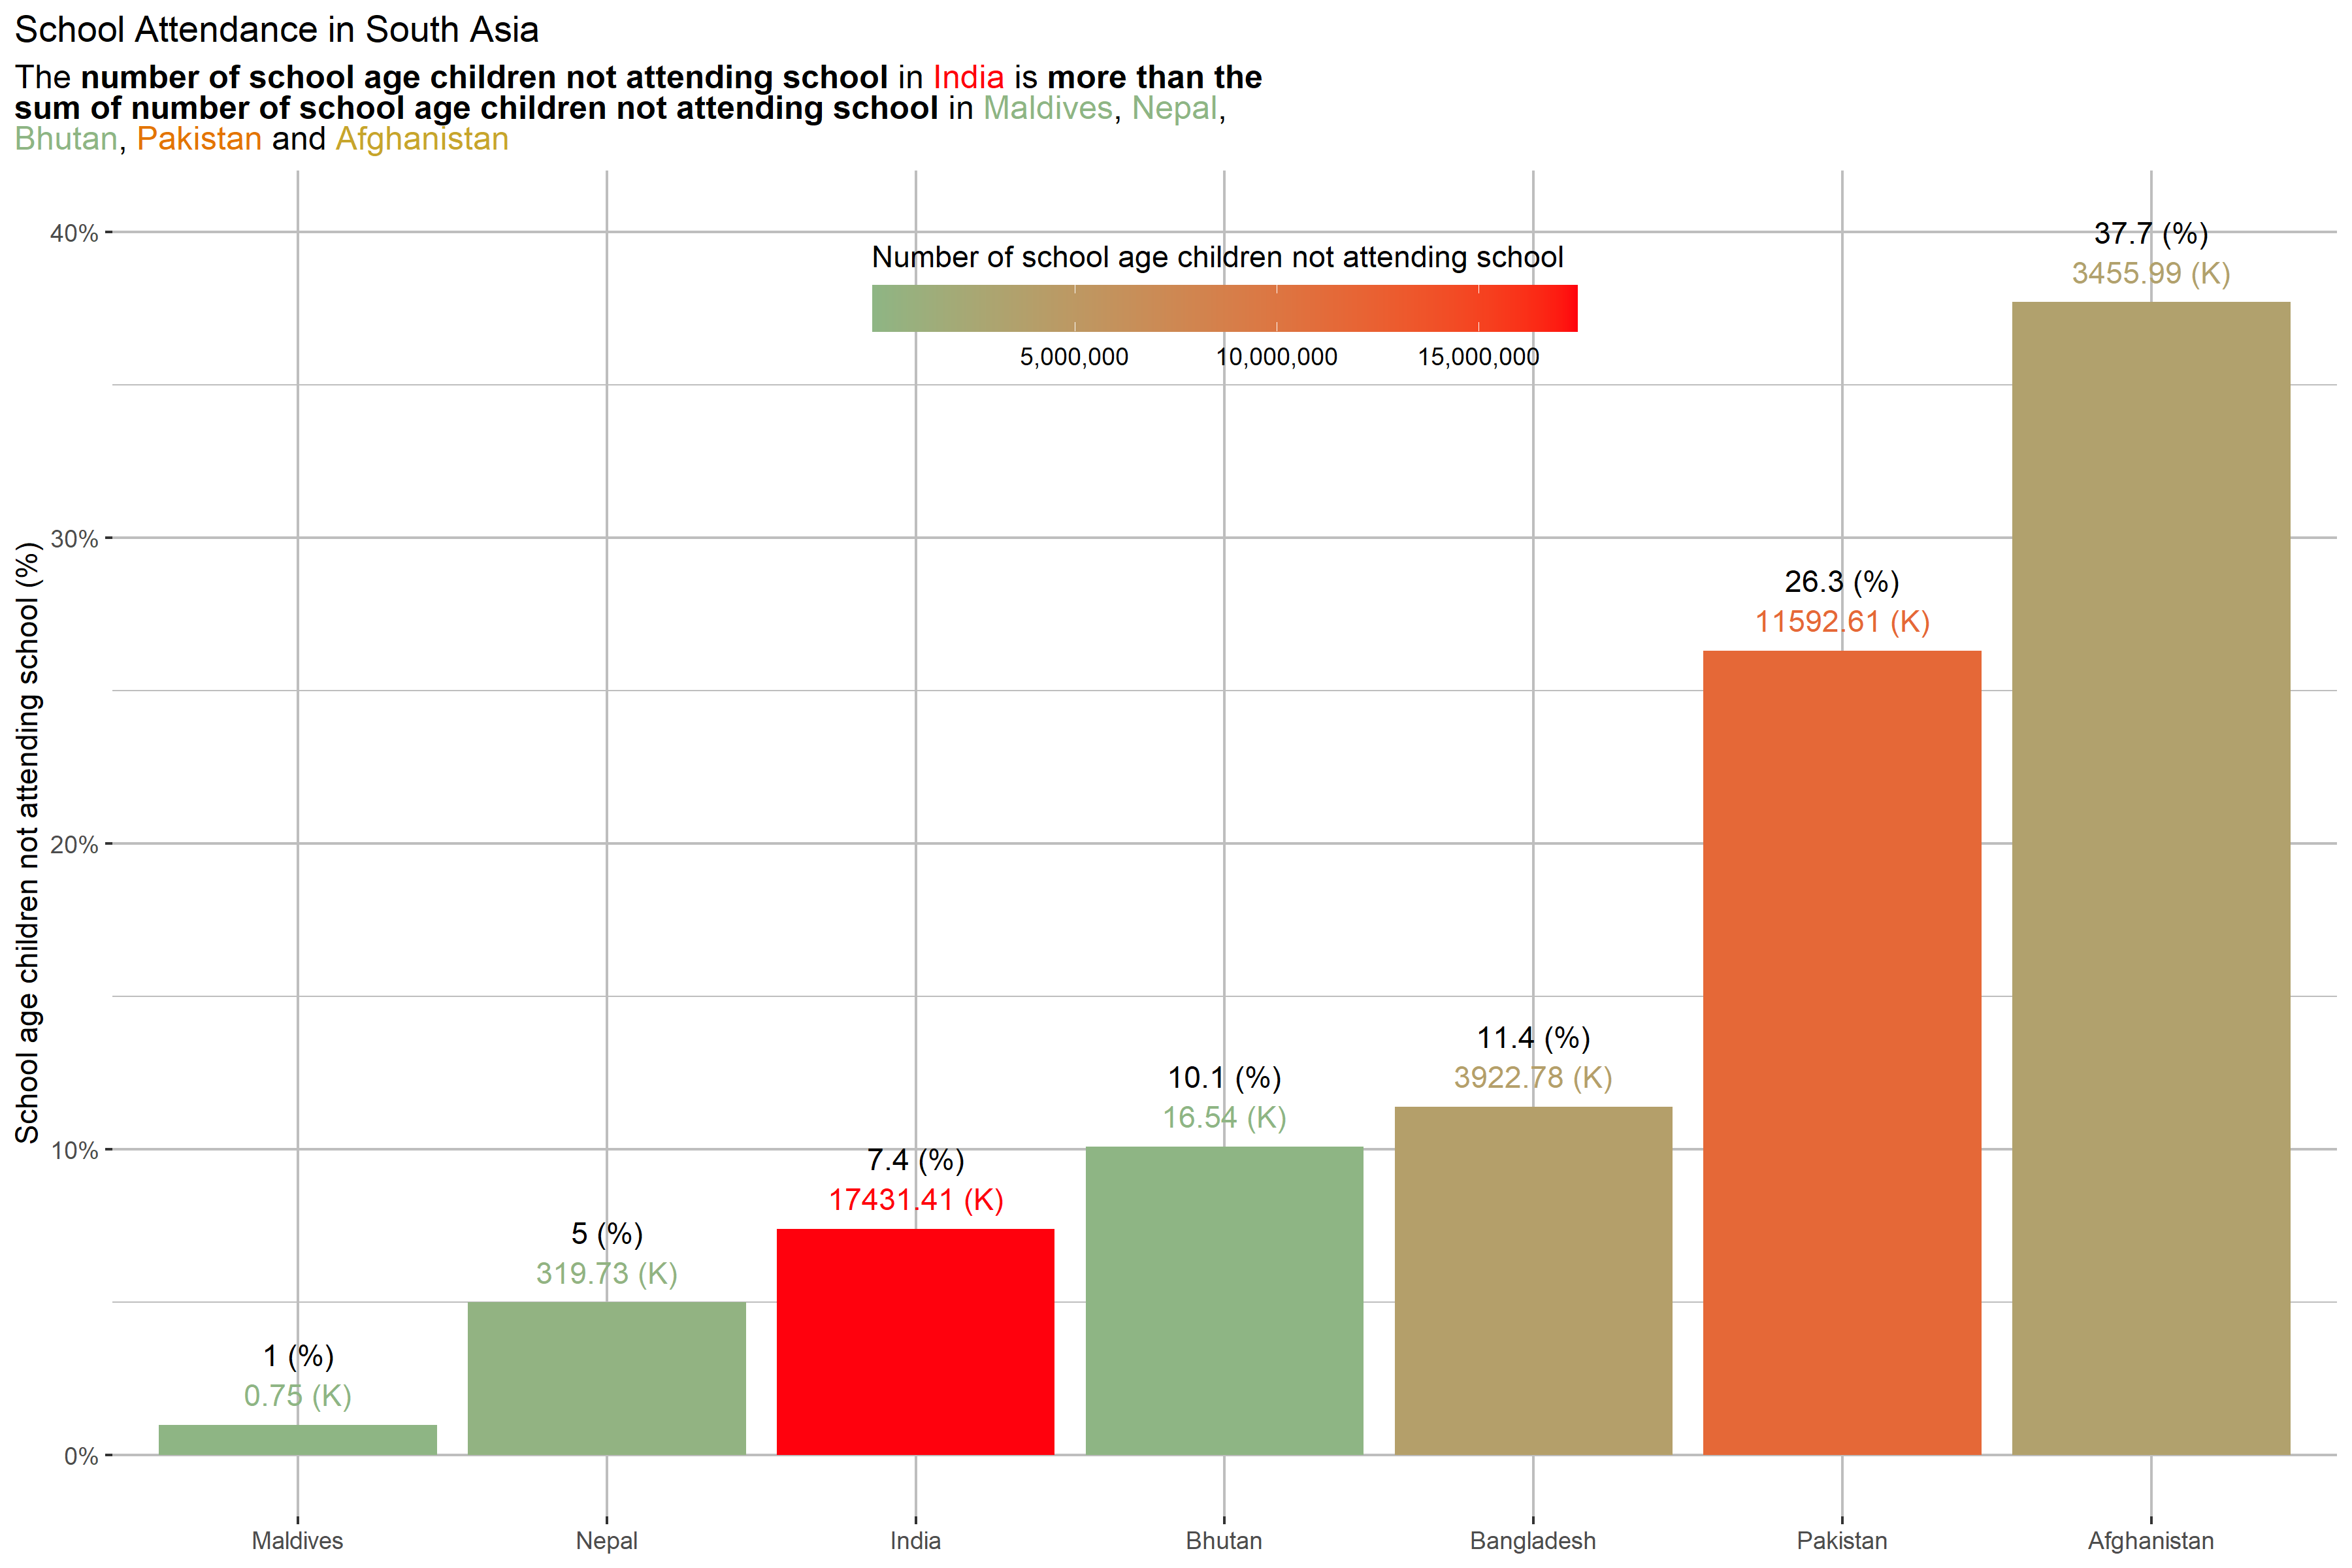 School Attendance in South Asia
The number of school age children not attending school in India is more than the
sum of number of school age children not attending school in Maldives, Nepal,
Bhutan, Pakistan and Afghanistan
School age children not attending school (%)
40%
30%
20%
10%
0%
Number of school age children not attending school
5,000,000 10,000,000 15,000,000
1 (%)
0.75 (K)
5 (%)
319.73 (K)
7.4 (%)
17431.41 (K)
10.1 (%)
16.54 (K)
11.4 (%)
3922.78 (K)
26.3 (%)
11592.61 (K)
37.7 (%)
3455.99 (K)
Maldives Nepal India Bhutan Bangladesh Pakistan Afghanistan